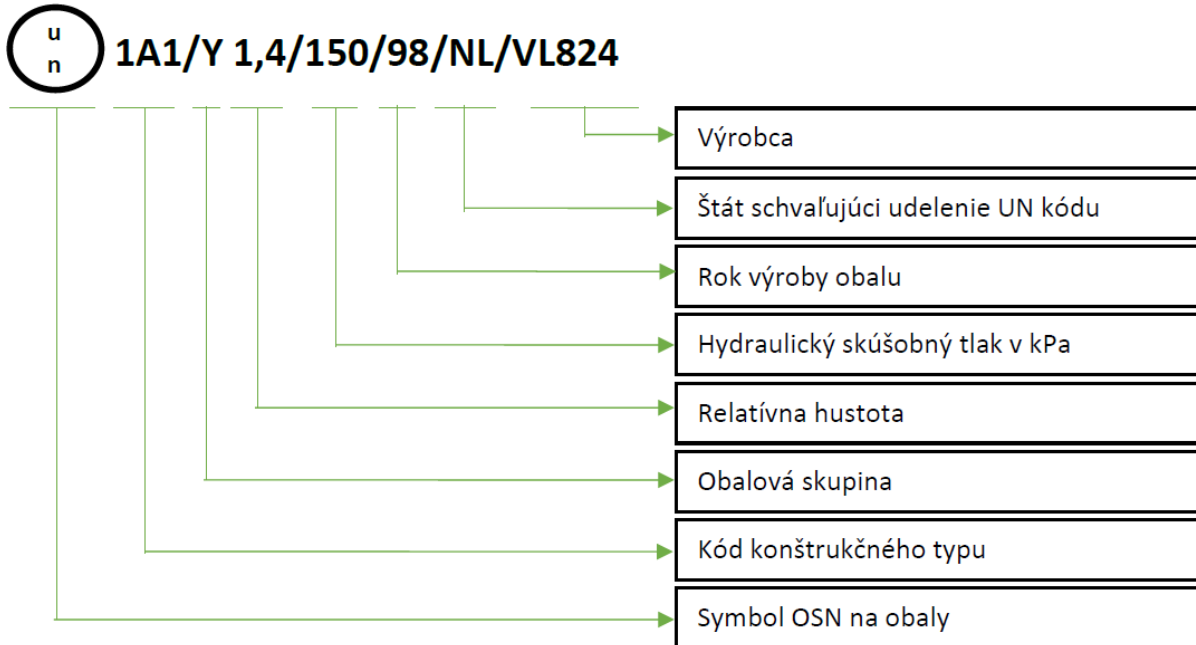 u
n
1A1/Y 1,4/150/98/NL/VL824
Výrobca
Štát schvaľujúci udelenie UN kódu
Rok výroby obalu
Hydraulický skúšobný tlak v kPa
Relatívna hustota
Obalová skupina
Kód konštrukčného typu
Symbol OSN na obaly